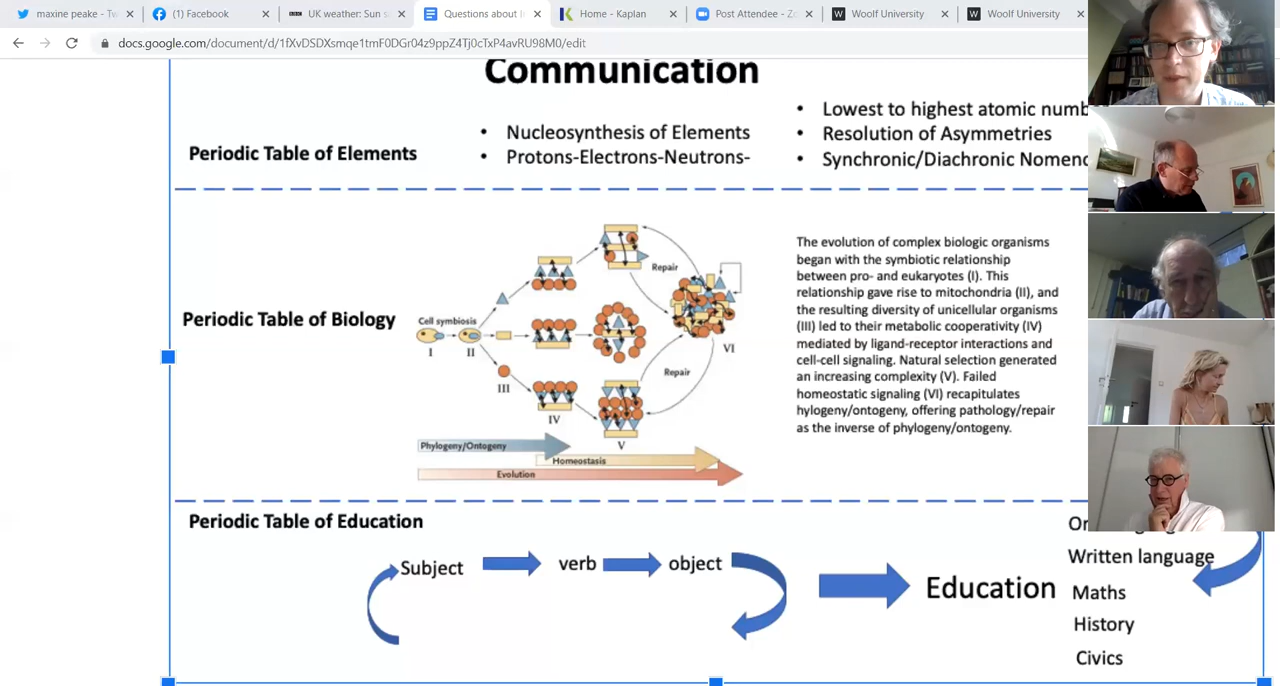 maxine peake - Tw
(1) Facebook
BBC UK weather: Sun s
Questions about I
Home - Kaplan
Post Attendee - Zo
W Woolf University
W Woolf University
docs.google.com/document/d/1fXvDSDXsmqe1tmF0DGr04z9ppZ4Tj0cTxP4avRU98M0/edit
Communication
Periodic Table of Elements
• Nucleosynthesis of Elements
• Protons-Electrons-Neutrons-
• Lowest to highest atomic numb
• Resolution of Asymmetries
• Synchronic/Diachronic Nomenc
Periodic Table of Biology
Cell symbiosis
I
II
III
IV
V
VI
Repair
Repair
Phylogeny/Ontogeny
Homeostasis
Evolution
The evolution of complex biologic organisms
began with the symbiotic relationship
between pro- and eukaryotes (I). This
relationship gave rise to mitochondria (II), and
the resulting diversity of unicellular organisms
(III) led to their metabolic cooperativity (IV)
mediated by ligand-receptor interactions and
cell-cell signaling. Natural selection generated
an increasing complexity (V). Failed
homeostatic signaling (VI) recapitulates
hylogeny/ontogeny, offering pathology/repair
as the inverse of phylogeny/ontogeny.
Periodic Table of Education
Subject
verb
object
Education
Written language
Maths
History
Civics